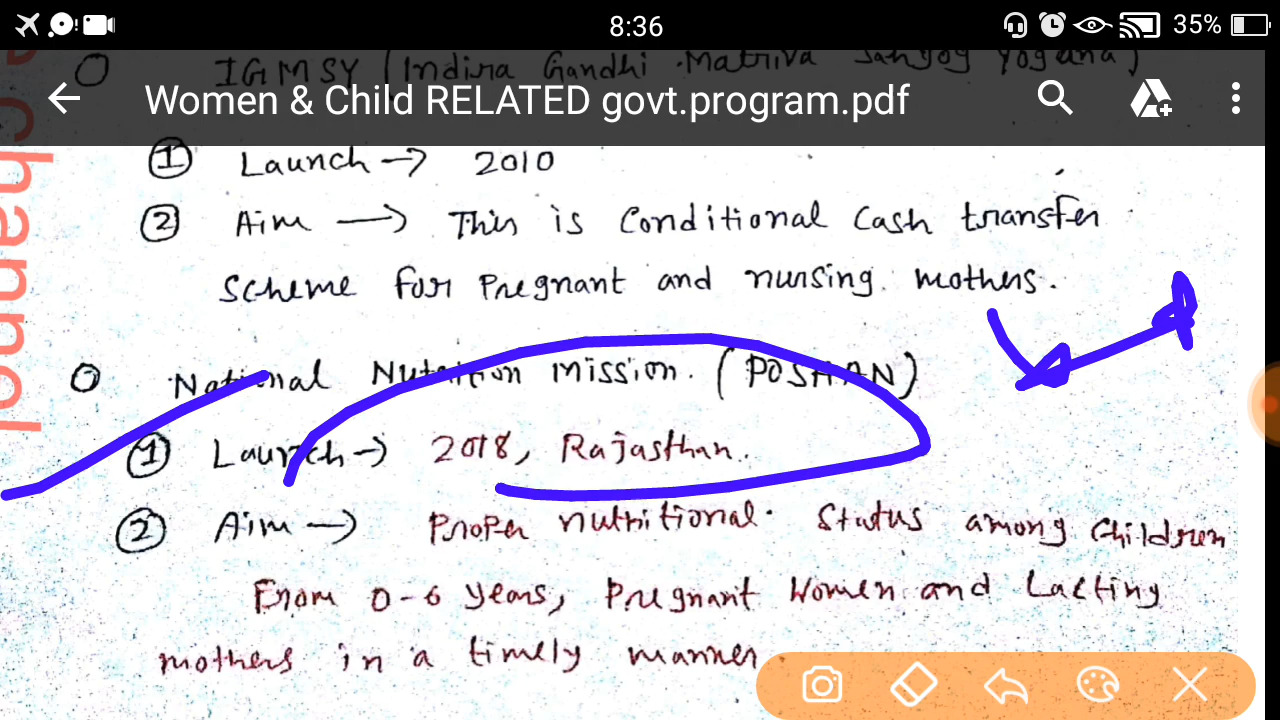 8:36
35%
IGMSY (Indira Gandhi Matriva Sahyog Yogana)
Women & Child RELATED govt.program.pdf
① Launch → 2010
② Aim → This is Conditional Cash transfer
Scheme for Pregnant and nursing mothers.
National Nutrition Mission. (POSHAN)
① Launch → 2018, Rajasthan.
② Aim → Proper nutritional Status among Children
From 0-6 years, Pregnant Women and Lacting
mothers in a timely manner
Channel